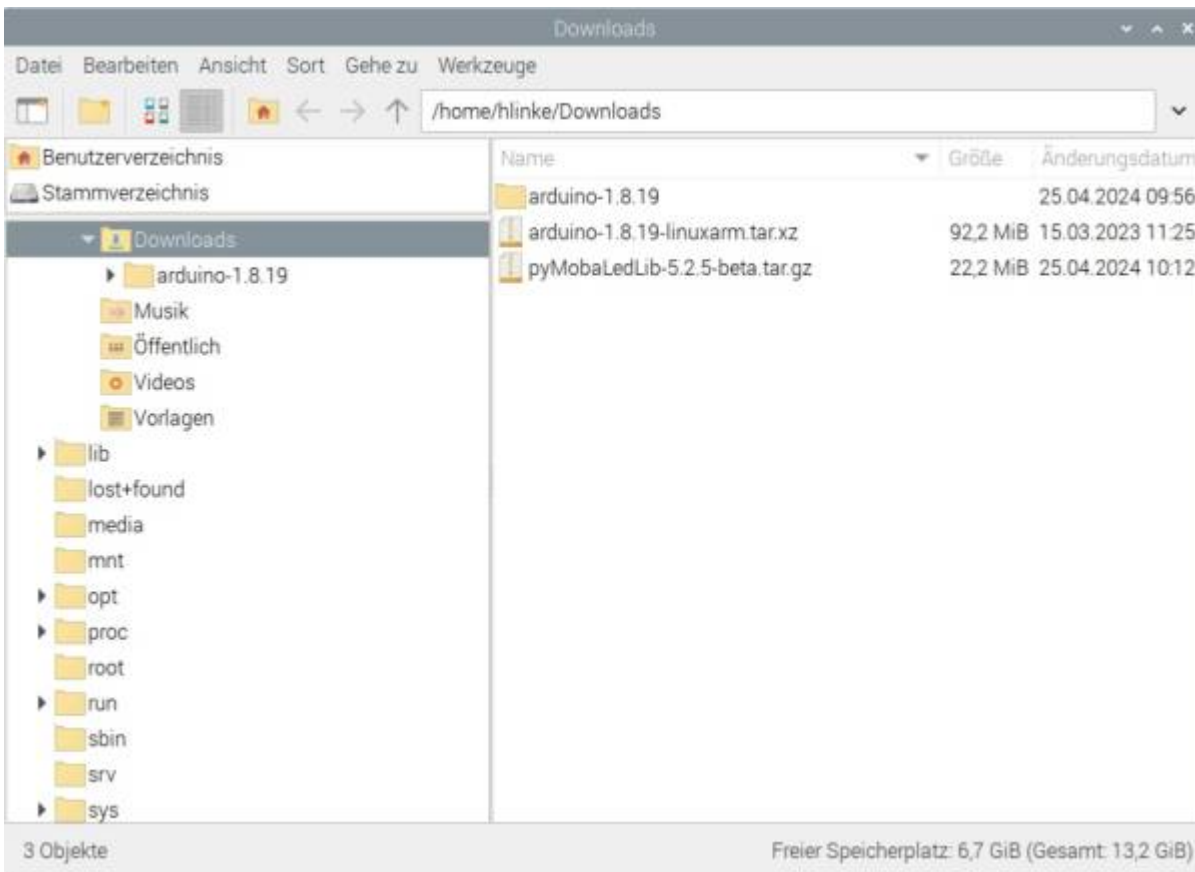 Downloads
Datei Bearbeiten Ansicht Sort Gehe zu Werkzeuge
/home/hlinke/Downloads
Benutzerverzeichnis
Stammverzeichnis
Downloads
arduino-1.8.19
Musik
Öffentlich
Videos
Vorlagen
lib
lost+found
media
mnt
opt
proc
root
run
sbin
srv
sys
Name Größe Änderungsdatum
arduino-1.8.19 25.04.2024 09:56
arduino-1.8.19-linuxarm.tar.xz 92,2 MiB 15.03.2023 11:25
pyMobaLedLib-5.2.5-beta.tar.gz 22,2 MiB 25.04.2024 10:12
3 Objekte Freier Speicherplatz: 6,7 GiB (Gesamt: 13,2 GiB)